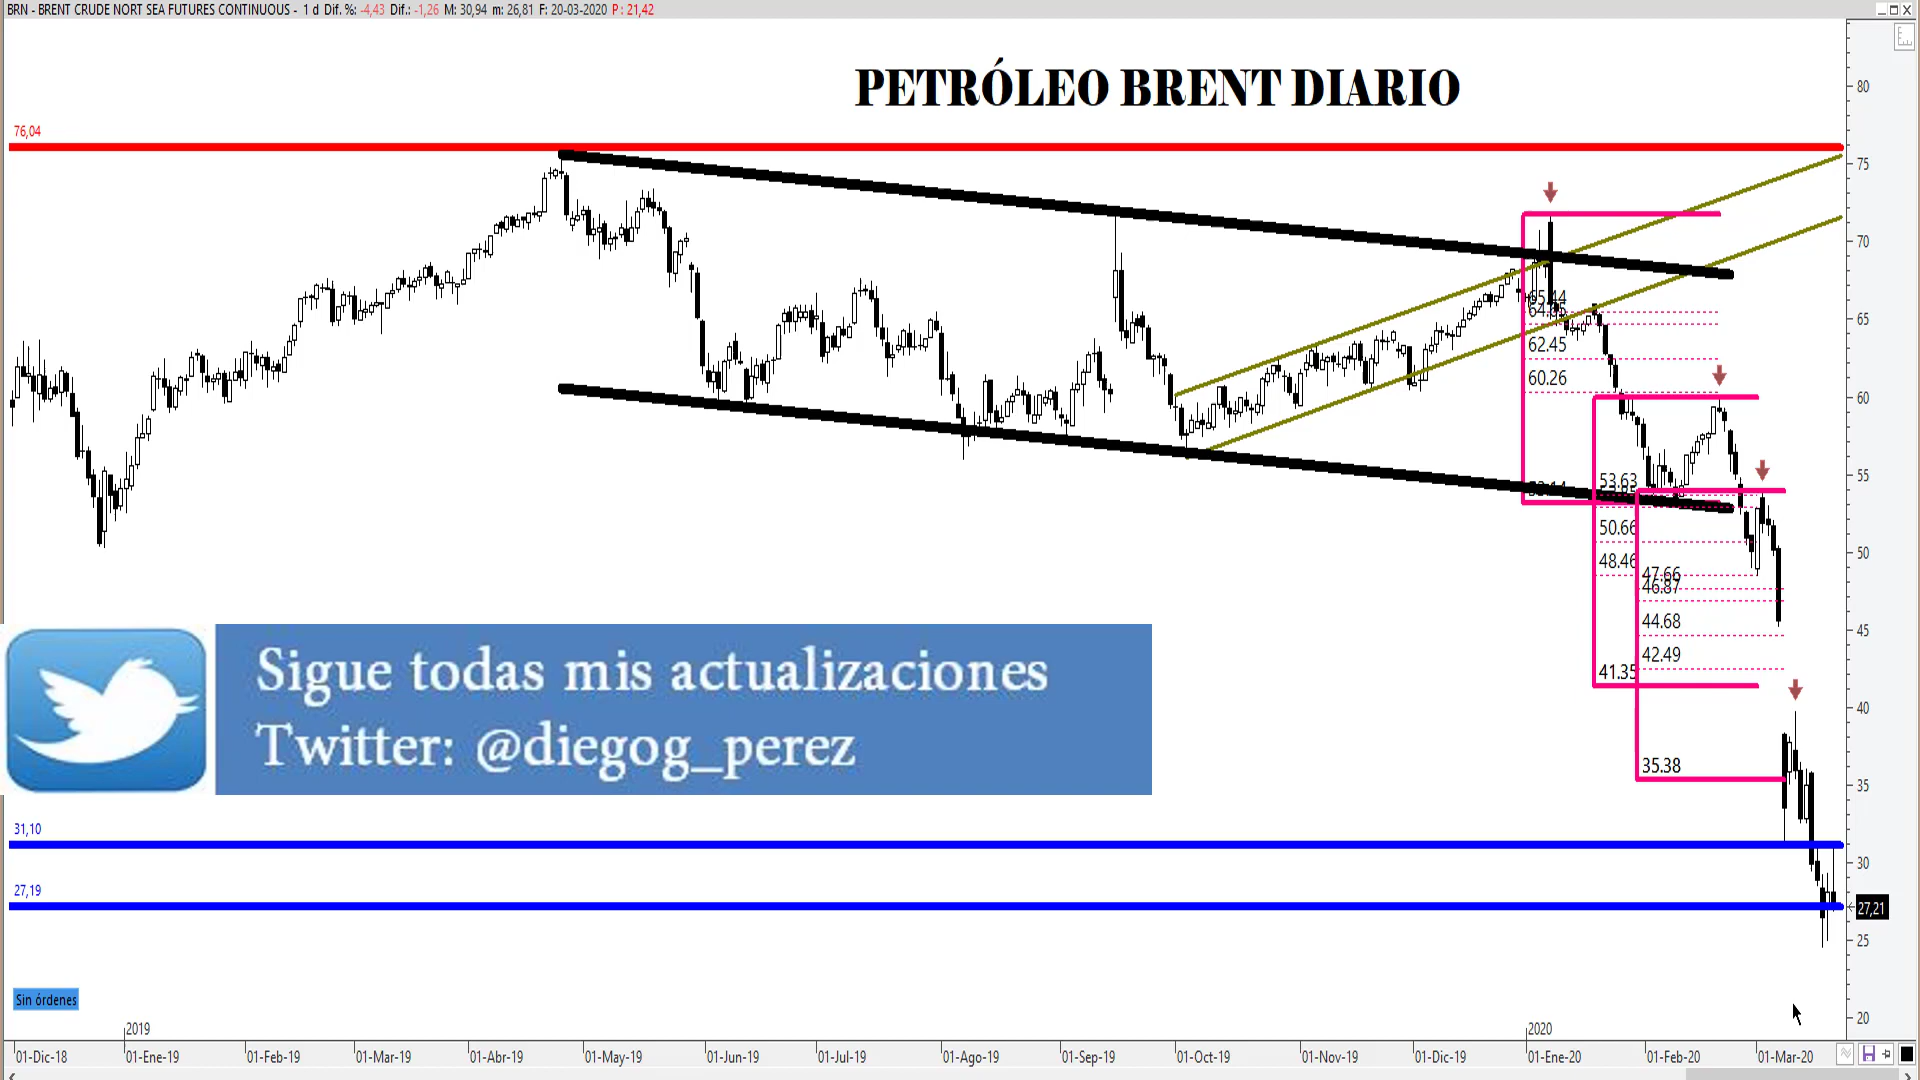 BRN - BRENT CRUDE NORT SEA FUTURES CONTINUOUS - 1 d Dif. %: -4,43 Dif.: -1,26 M: 30,94 m: 26,81 F: 20-03-2020 P: 21,42
PETRÓLEO BRENT DIARIO
76,04
80
75
70
65
60
55
50
45
40
35
30
27,21
25
20
65.44
62.45
60.26
53.63
50.66
48.46
41.35
47.66
46.87
44.68
42.49
35.38
Sigue todas mis actualizaciones
Twitter: @diegog_perez
31,10
27,19
Sin órdenes
2019
2020
01-Dic-18
01-Ene-19
01-Feb-19
01-Mar-19
01-Abr-19
01-May-19
01-Jun-19
01-Jul-19
01-Ago-19
01-Sep-19
01-Oct-19
01-Nov-19
01-Dic-19
01-Ene-20
01-Feb-20
01-Mar-20